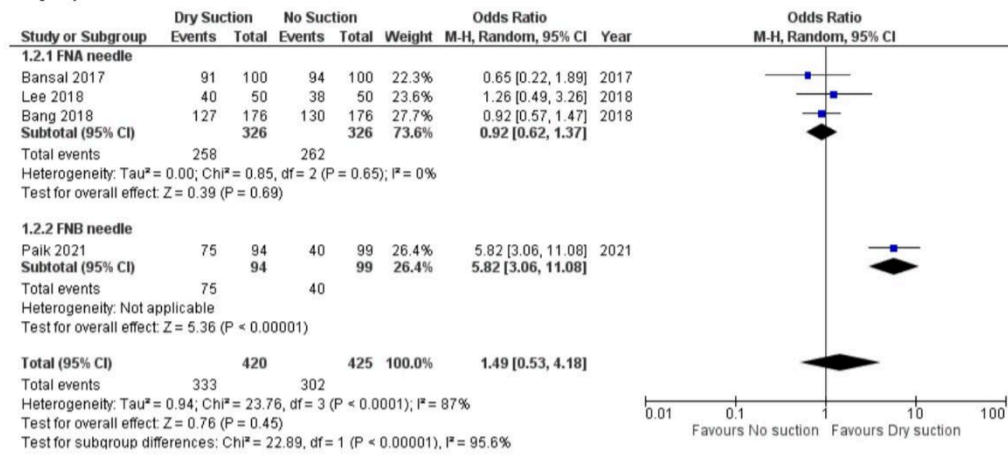 Dry Suction No Suction Odds Ratio Odds Ratio
Study or Subgroup Events Total Events Total Weight M-H, Random, 95% CI Year M-H, Random, 95% CI
1.2.1 FNA needle
Bansal 2017 91 100 94 100 22.3% 0.65 [0.22, 1.89] 2017
Lee 2018 40 50 38 50 23.6% 1.26 [0.49, 3.26] 2018
Bang 2018 127 176 130 176 27.7% 0.92 [0.57, 1.47] 2018
Subtotal (95% CI) 326 326 73.6% 0.92 [0.62, 1.37]
Total events 258 262
Heterogeneity: Tau² = 0.00; Chi² = 0.85, df = 2 (P = 0.65); I² = 0%
Test for overall effect: Z = 0.39 (P = 0.69)
1.2.2 FNB needle
Paik 2021 75 94 40 99 26.4% 5.82 [3.06, 11.08] 2021
Subtotal (95% CI) 94 99 26.4% 5.82 [3.06, 11.08]
Total events 75 40
Heterogeneity: Not applicable
Test for overall effect: Z = 5.36 (P < 0.00001)
Total (95% CI) 420 425 100.0% 1.49 [0.53, 4.18]
Total events 333 302
Heterogeneity: Tau² = 0.94; Chi² = 23.76, df = 3 (P < 0.0001); I² = 87%
Test for overall effect: Z = 0.76 (P = 0.45)
Test for subgroup differences: Chi² = 22.89, df = 1 (P < 0.00001), I² = 95.6%
0.01 0.1 1 10 100
Favours No suction Favours Dry suction